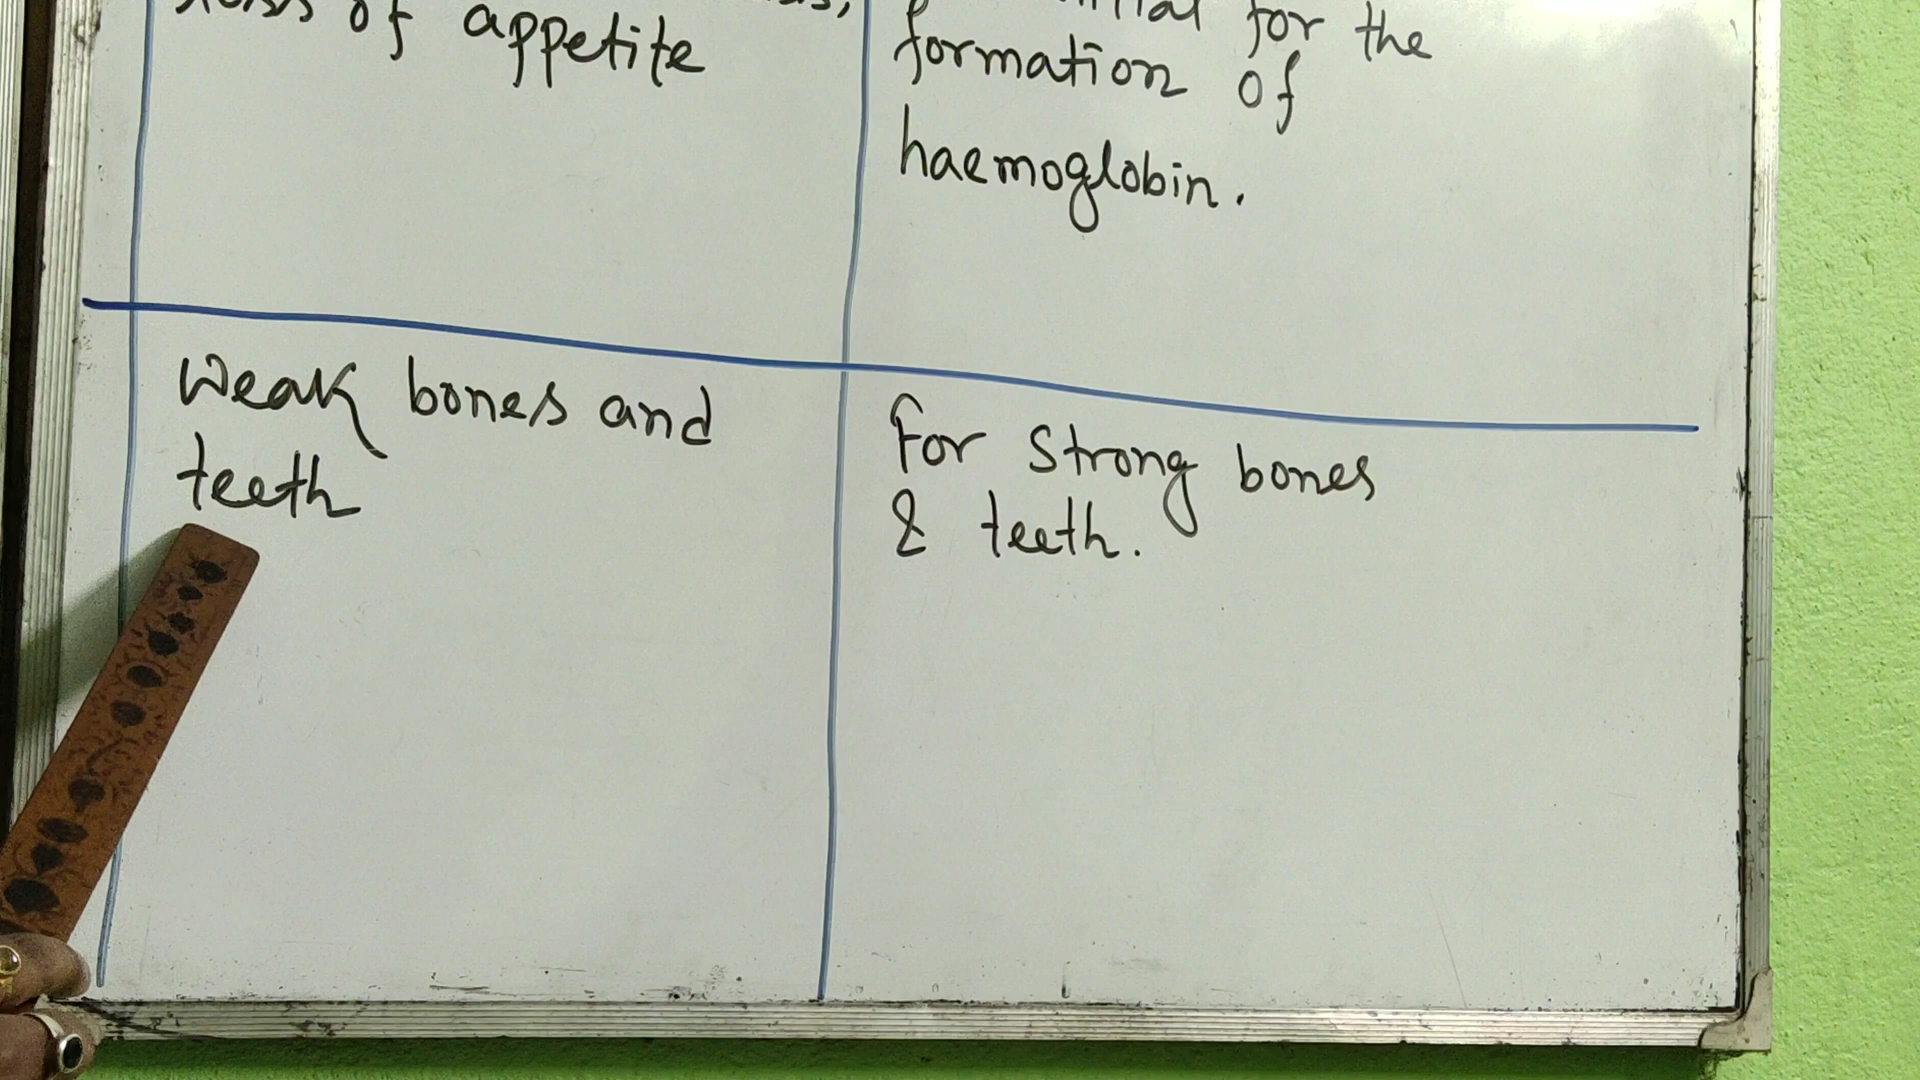 of appetite
for the
formation of
haemoglobin.
Weak bones and
teeth
For strong bones
& teeth.